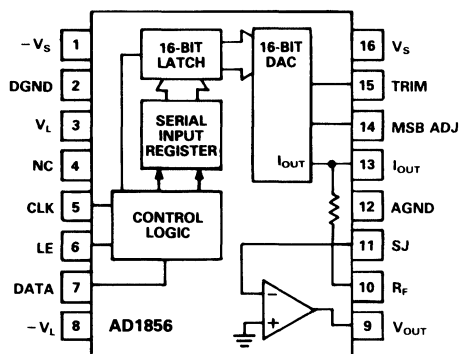 −VS 1
DGND 2
VL 3
NC 4
CLK 5
LE 6
DATA 7
−VL 8
16-BIT
LATCH
16-BIT
DAC
SERIAL
INPUT
REGISTER
IOUT
CONTROL
LOGIC
−
+
AD1856
16 VS
15 TRIM
14 MSB ADJ
13 IOUT
12 AGND
11 SJ
10 RF
9 VOUT